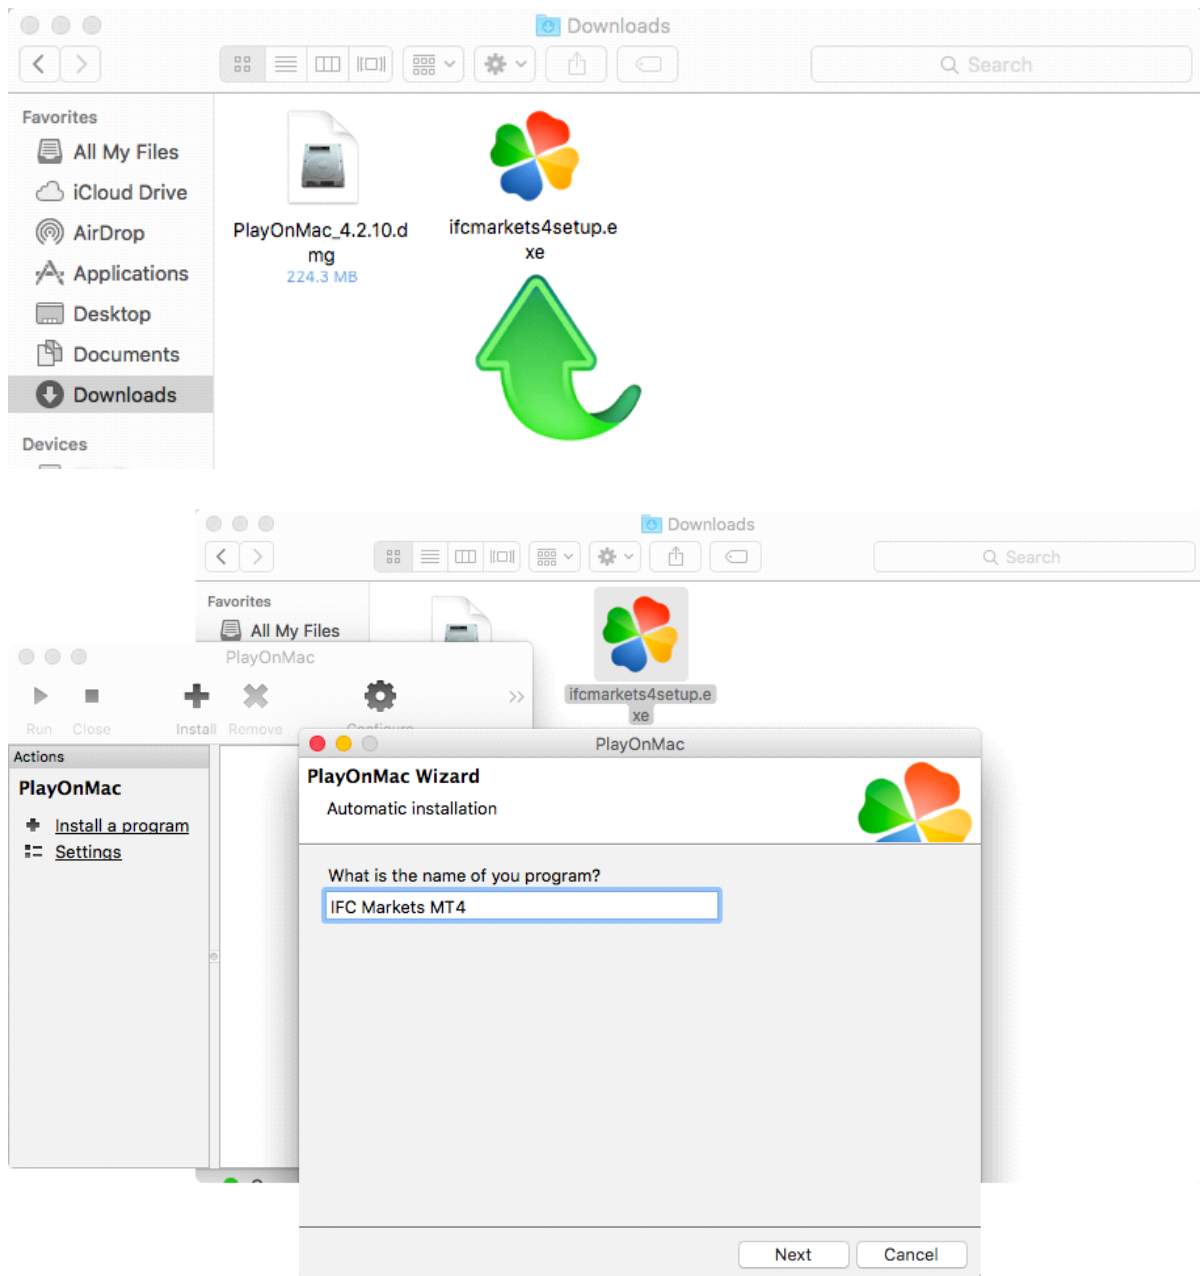 Downloads
Search
Favorites
All My Files
iCloud Drive
AirDrop
Applications
Desktop
Documents
Downloads
Devices
PlayOnMac_4.2.10.d
mg
224.3 MB
ifcmarkets4setup.e
xe
Downloads
Search
Favorites
All My Files
ifcmarkets4setup.e
xe
PlayOnMac
Run Close Install Remove Configure
Actions
PlayOnMac
Install a program
Settings
PlayOnMac
PlayOnMac Wizard
Automatic installation
What is the name of you program?
IFC Markets MT4
Next Cancel